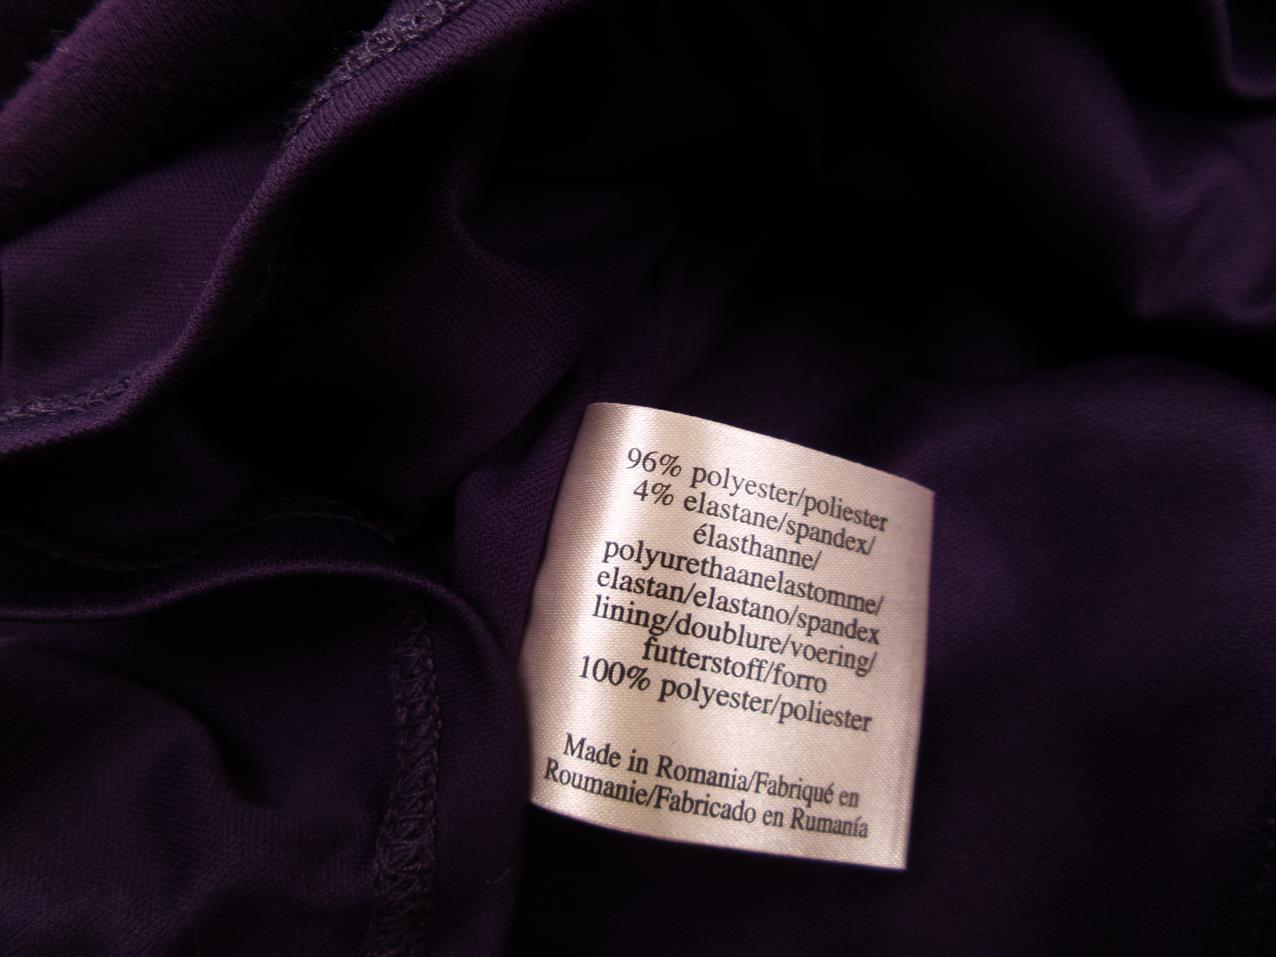 96% polyester/poliester
4% elastane/spandex/
élasthanne/
polyurethaanelastomme/
elastan/elastano/spandex
lining/doublure/voering/
futterstoff/forro
100% polyester/poliester
Made in Romania/Fabriqué en
Roumanie/Fabricado en Rumanía